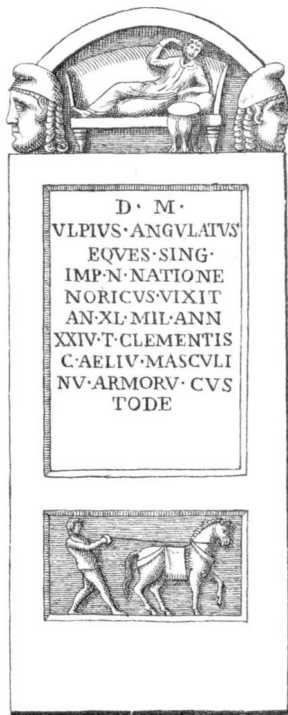 D· M·
VLPIVS·ANGVLATVS
EQVES·SING·
IMP·N·NATIONE
NORICVS·VIXIT
AN·XL·MIL·ANN
XXIV·T·CLEMENTIS
C·AELIV·MASCVLI
NV·ARMORV·CVS
TODE